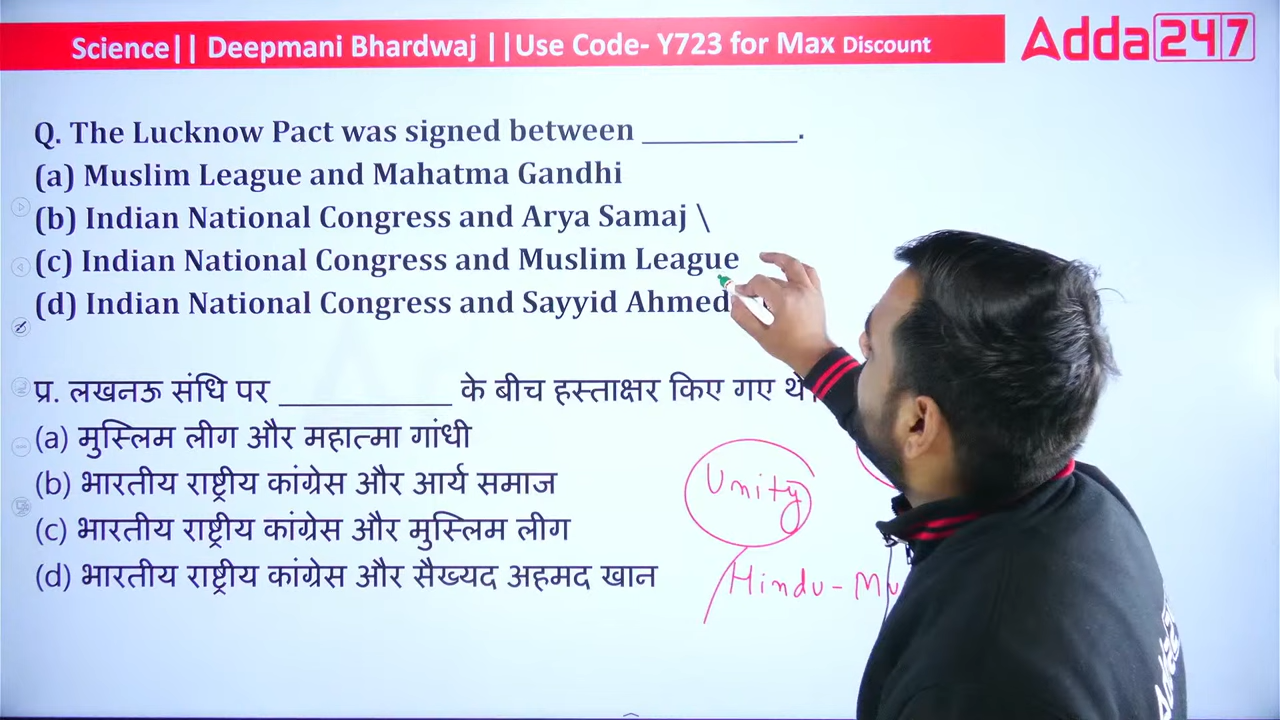 Science|| Deepmani Bhardwaj ||Use Code- Y723 for Max Discount
Adda247
Q. The Lucknow Pact was signed between ___________.
(a) Muslim League and Mahatma Gandhi
(b) Indian National Congress and Arya Samaj \
(c) Indian National Congress and Muslim League
(d) Indian National Congress and Sayyid Ahmed
प्र. लखनऊ संधि पर ____________ के बीच हस्ताक्षर किए गए थे।
(a) मुस्लिम लीग और महात्मा गांधी
(b) भारतीय राष्ट्रीय कांग्रेस और आर्य समाज
(c) भारतीय राष्ट्रीय कांग्रेस और मुस्लिम लीग
(d) भारतीय राष्ट्रीय कांग्रेस और सैख्यद अहमद खान
Unity
Hindu-Mu